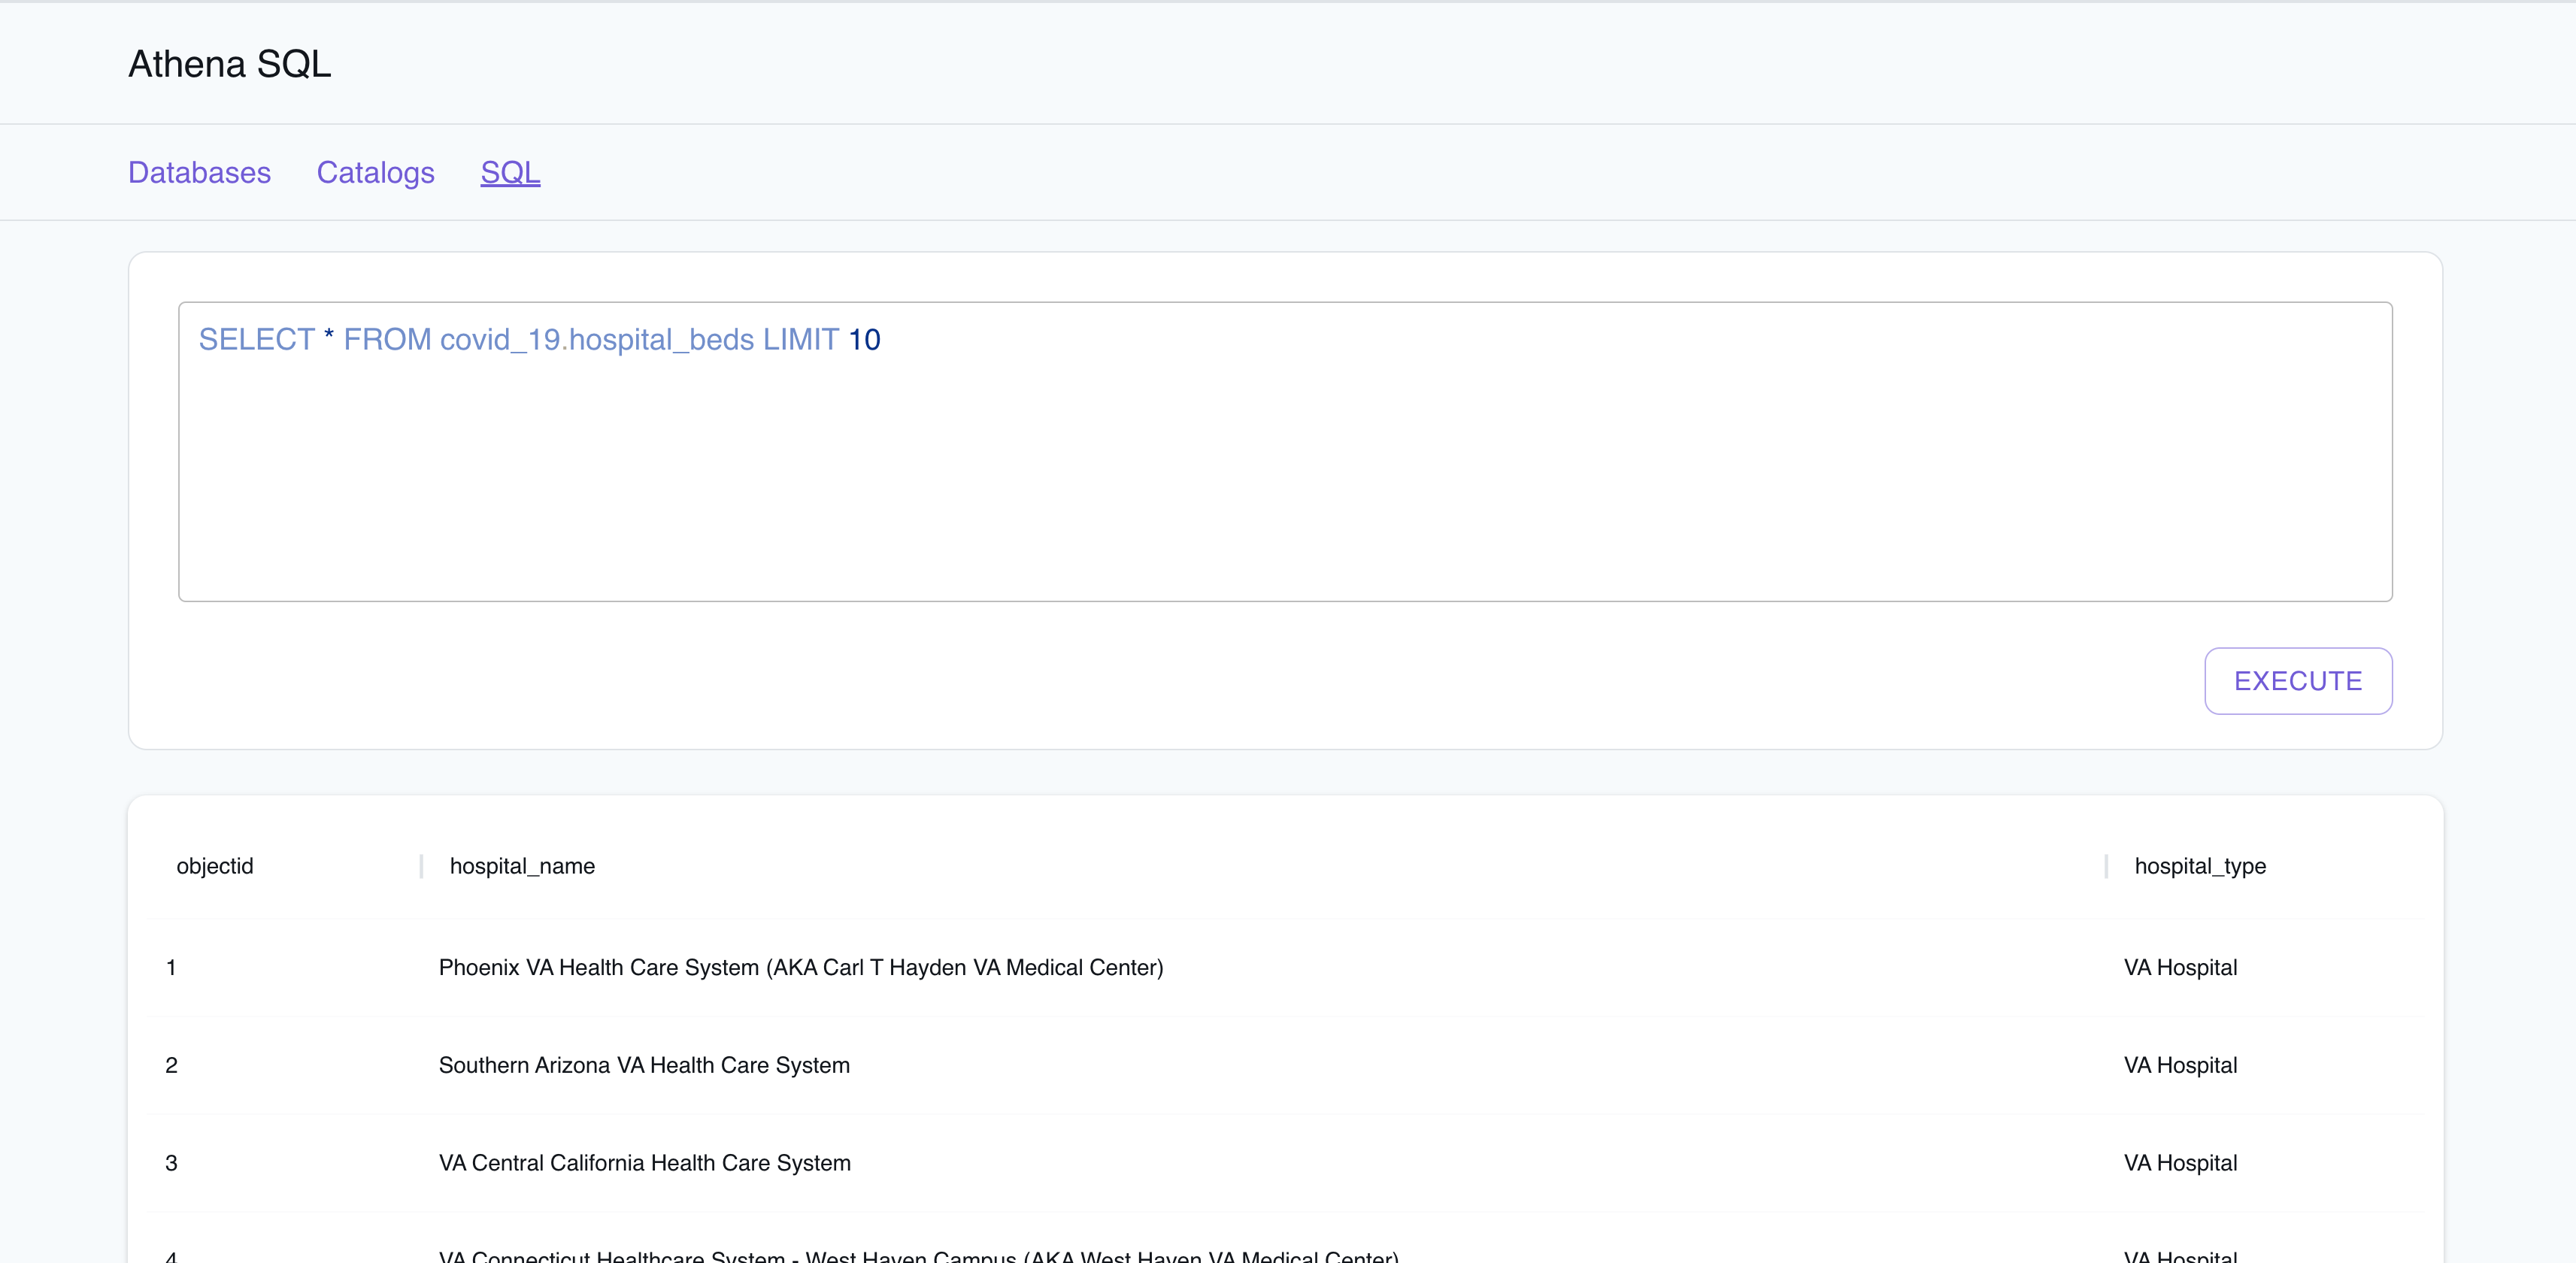 Athena SQL
Databases Catalogs SQL
SELECT * FROM covid_19.hospital_beds LIMIT 10
EXECUTE
objectid hospital_name hospital_type
1 Phoenix VA Health Care System (AKA Carl T Hayden VA Medical Center) VA Hospital
2 Southern Arizona VA Health Care System VA Hospital
3 VA Central California Health Care System VA Hospital
4 VA Connecticut Healthcare System - West Haven Campus (AKA West Haven VA Medical Center) VA Hospital